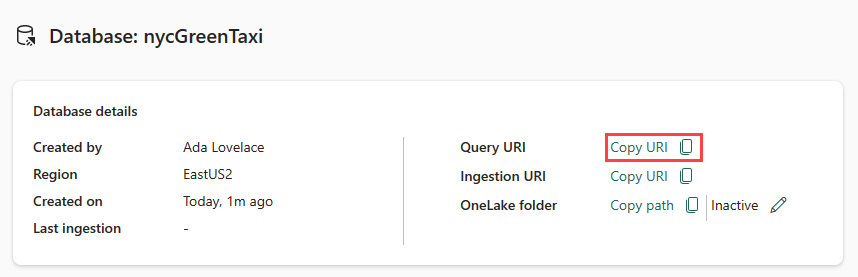 Database: nycGreenTaxi
Database details
Created by Ada Lovelace
Region EastUS2
Created on Today, 1m ago
Last ingestion -
Query URI Copy URI
Ingestion URI Copy URI
OneLake folder Copy path Inactive